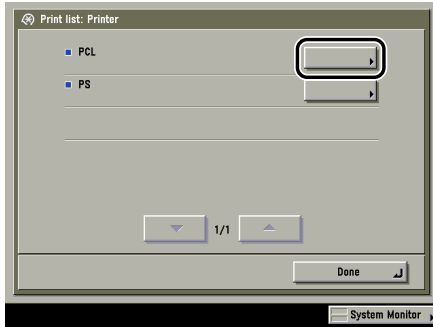 Print list: Printer
PCL
PS
1/1
Done
System Monitor